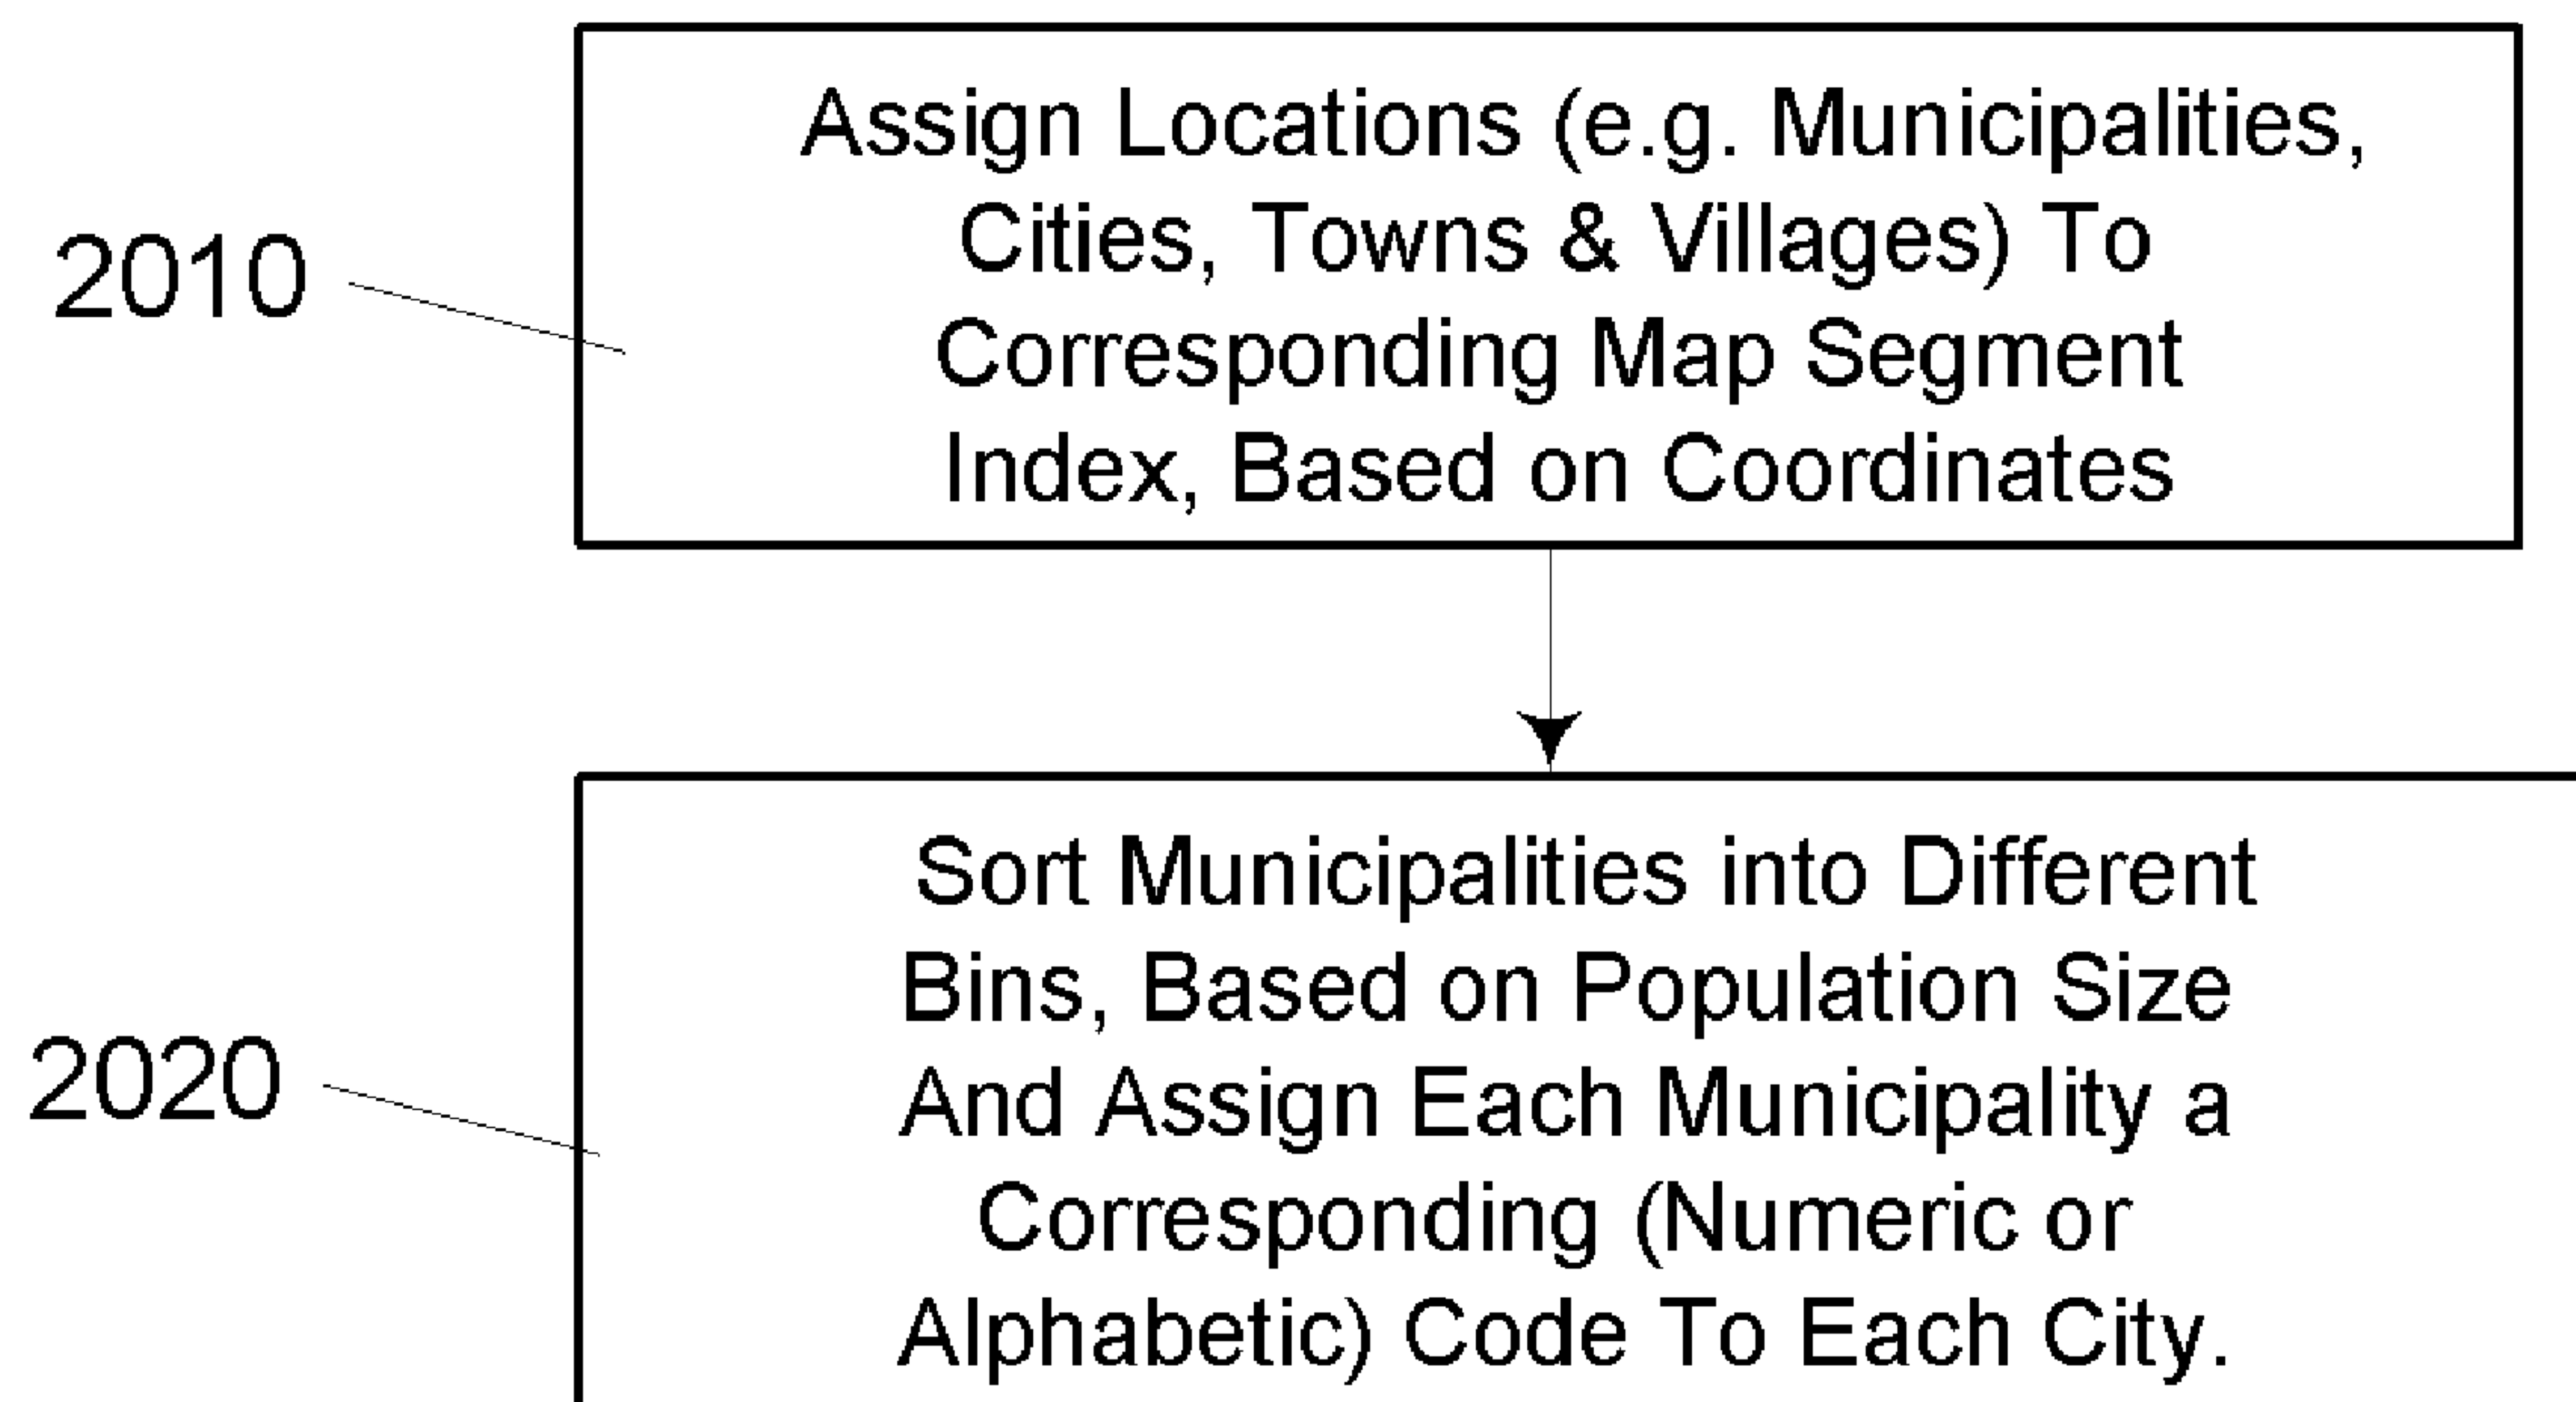 Assign Locations (e.g. Municipalities,
Cities, Towns & Villages) To
2010
Corresponding Map Segment
Index, Based on Coordinates
Sort Municipalities into Different
Bins, Based on Population Size
2020
And Assign Each Municipality a
Corresponding (Numeric or
Alphabetic) Code To Each City.